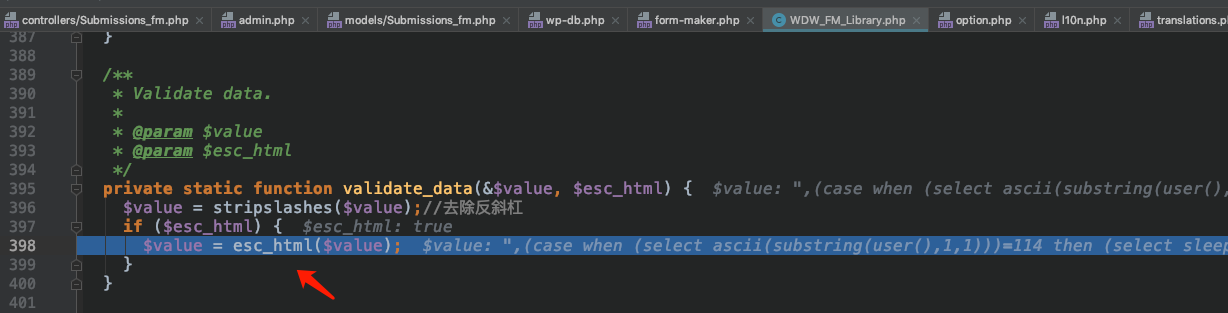 controllers/Submissions_fm.php × admin.php × models/Submissions_fm.php × wp-db.php × form-maker.php × WDW_FM_Library.php × option.php × l10n.php × translations.p
387 }
388
389 /**
390 * Validate data.
391 *
392 * @param $value
393 * @param $esc_html
394 */
395 private static function validate_data(&$value, $esc_html) { $value: ",(case when (select ascii(substring(user(),
396 $value = stripslashes($value);//去除反斜杠
397 if ($esc_html) { $esc_html: true
398 $value = esc_html($value); $value: ",(case when (select ascii(substring(user(),1,1)))=114 then (select sleep
399 }
400 }
401